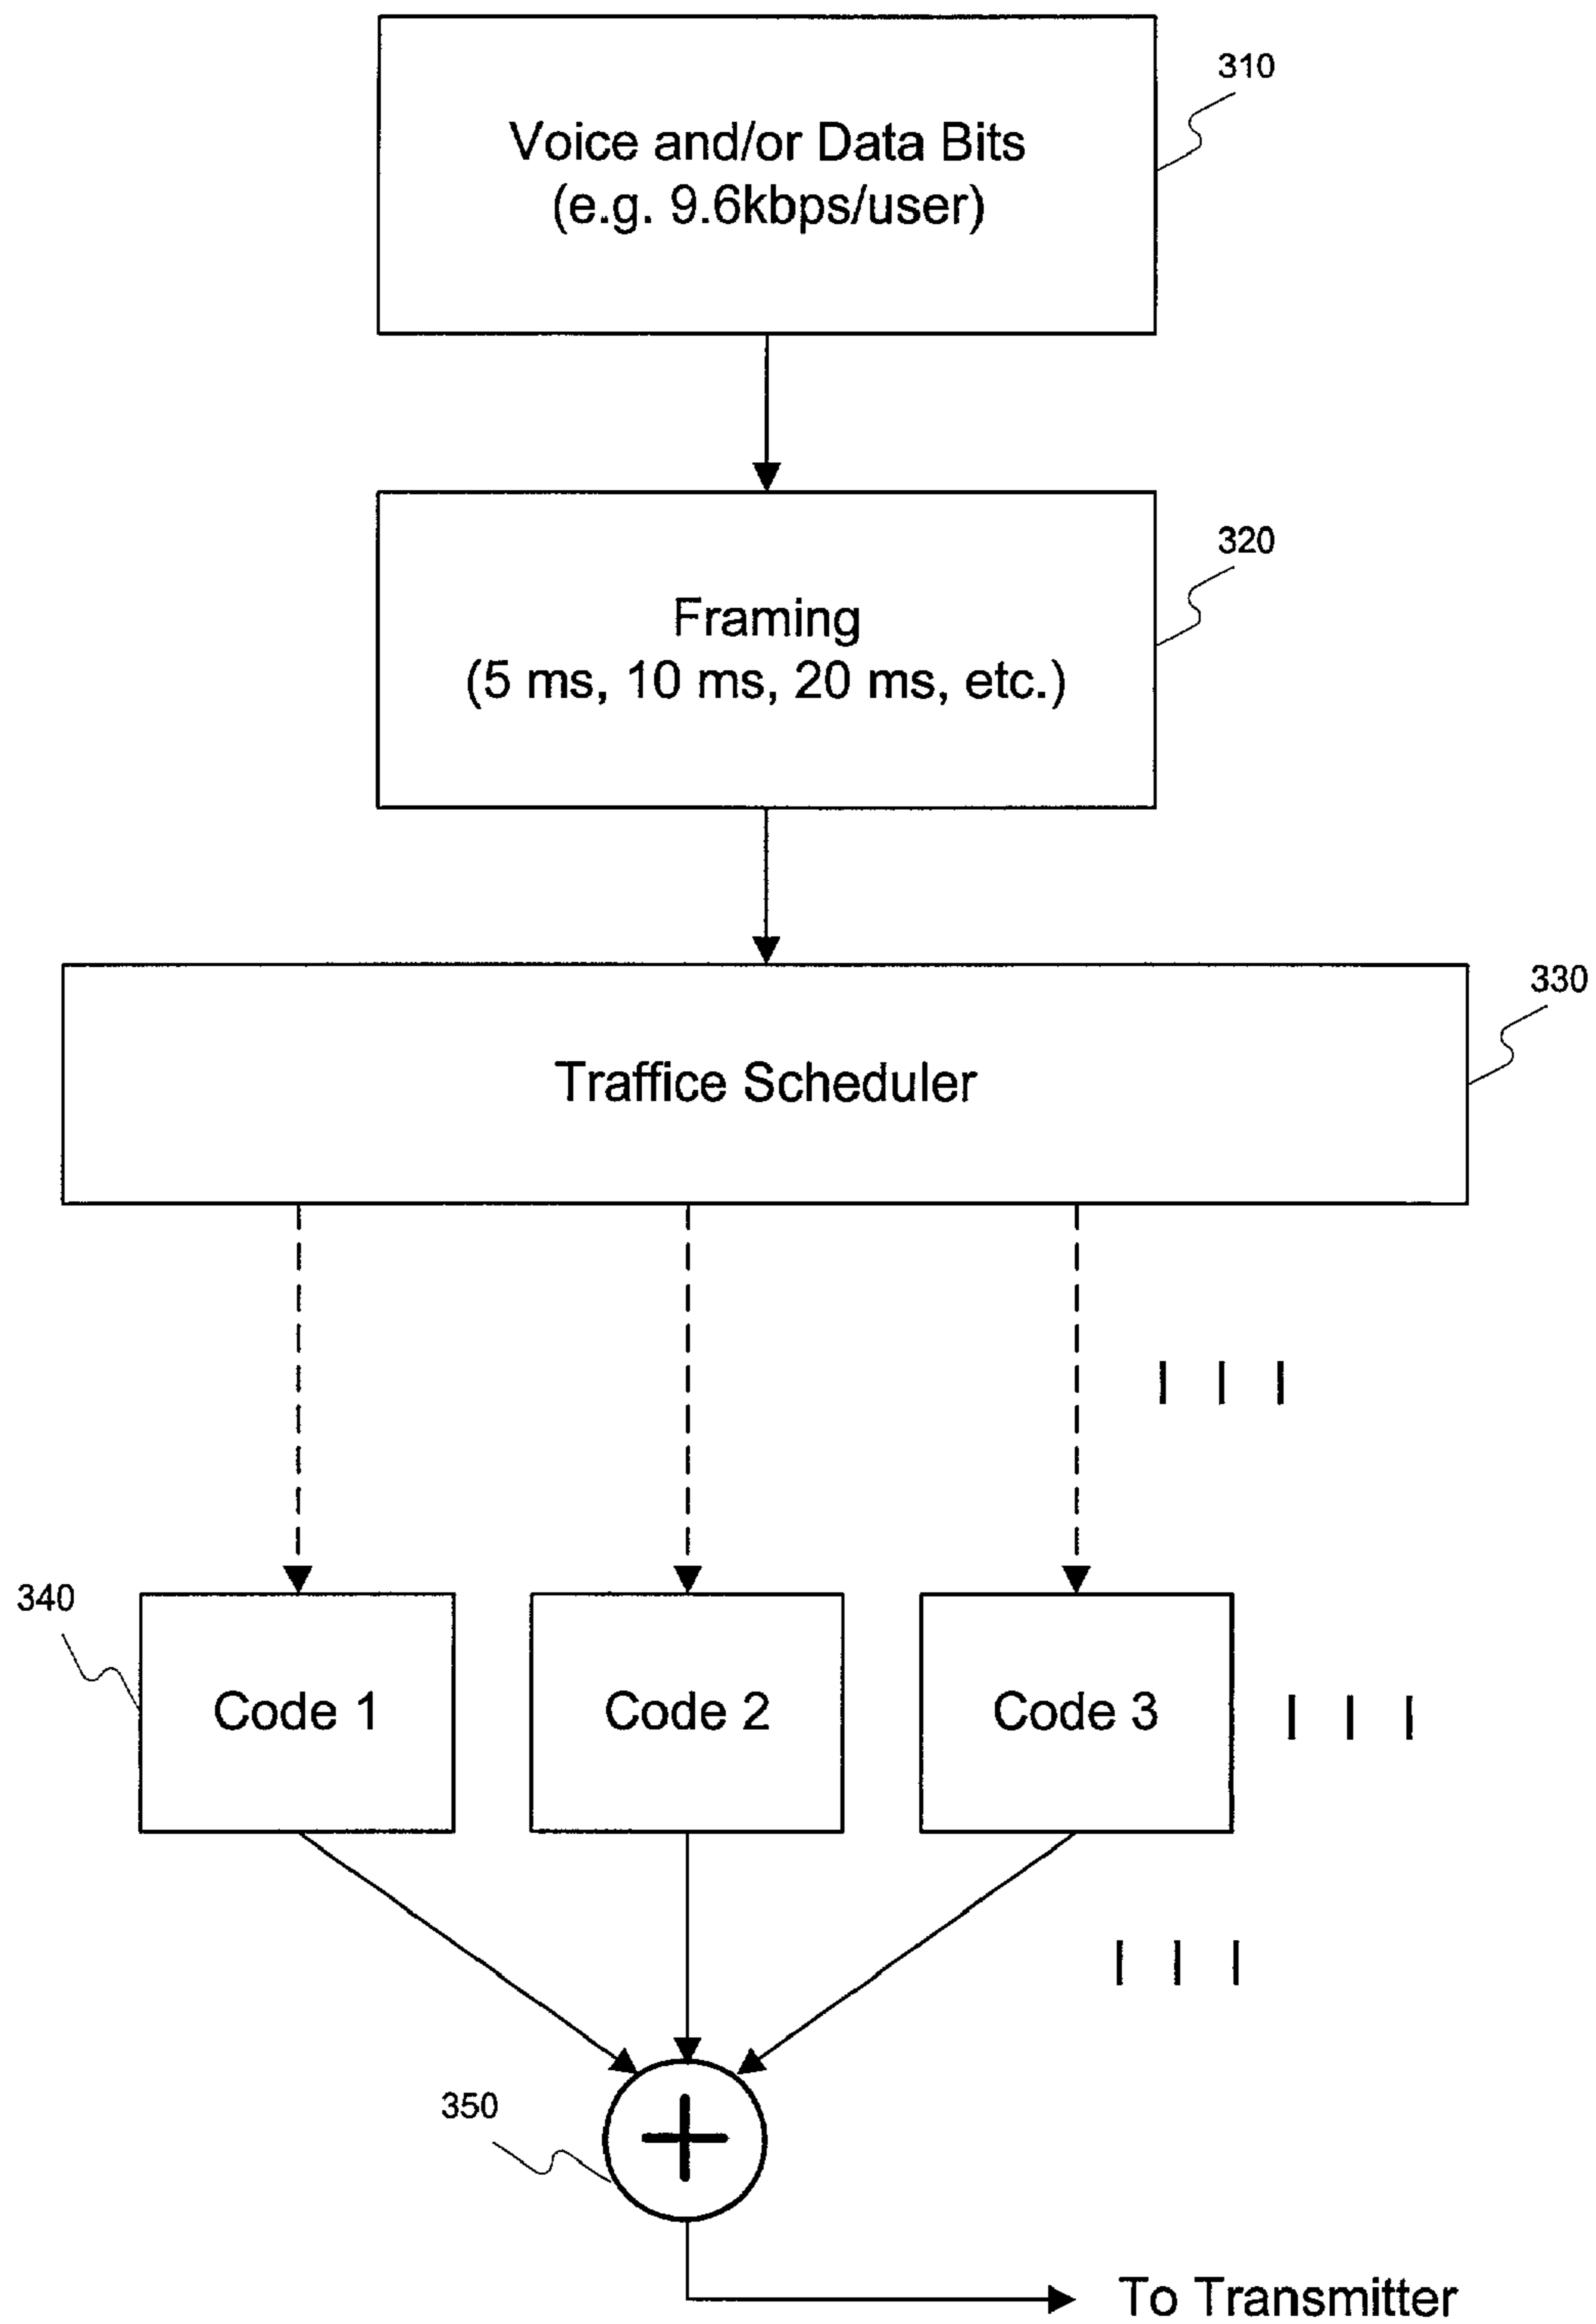 310
Voice and/or Data Bits
(e.g. 9.6kbps/user)
320
Framing
(5 ms, 10 ms, 20 ms, etc.)
330
Traffice Scheduler
340
Code 1
Code 2
Code 3
350
To Transmitter